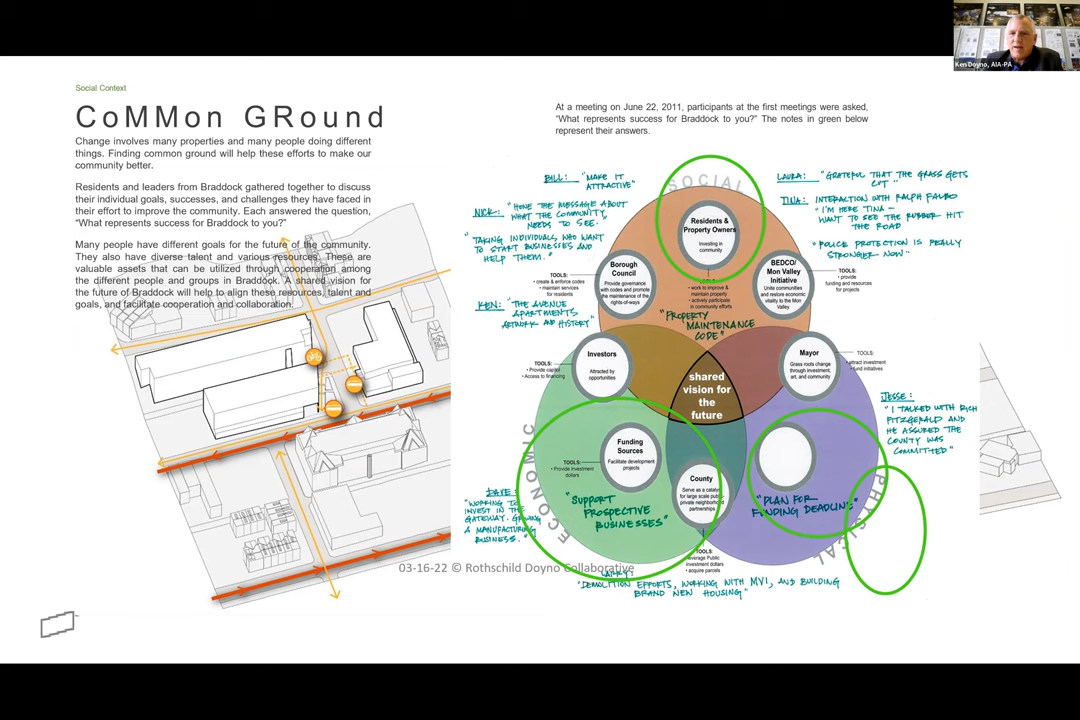 Ken Doyno, AIA-PA
Social Context
CoMMon GRound
Change involves many properties and many people doing different
things. Finding common ground will help these efforts to make our
community better.
Residents and leaders from Braddock gathered together to discuss
their individual goals, successes, and challenges they have faced in
their effort to improve the community. Each answered the question,
“What represents success for Braddock to you?”
Many people have different goals for the future of the community.
They also have diverse talent and various resources. These are
valuable assets that can be utilized through cooperation among
the different people and groups in Braddock. A shared vision for
the future of Braddock will help to align these resources, talent and
goals, and facilitate cooperation and collaboration.
At a meeting on June 22, 2011, participants at the first meetings were asked,
“What represents success for Braddock to you?” The notes in green below
represent their answers.
BILL: "MAKE IT
ATTRACTIVE"
NICK: "HONE THE MESSAGE ABOUT
WHAT THE COMMUNITY
NEEDS TO SEE.
"TAKING INDIVIDUALS WHO WANT
TO START BUSINESSES AND
HELP THEM."
KEN: "THE AVENUE
APARTMENTS
ARTWORK AND HISTORY"
LAURA: "GRATEFUL THAT THE GRASS GETS
CUT"
TINA: INTERACTION WITH RALPH FALBO
"I'M HERE TINA –
WANT TO SEE THE RUBBER HIT
THE ROAD
"POLICE PROTECTION IS REALLY
STRONGER NOW"
SOCIAL
Residents &
Property Owners
Investing in
community
• work to improve &
maintain property
• actively participate
in community efforts
"PROPERTY
MAINTENANCE
CODE"
Borough
Council
Provide governance
with codes and promote
the maintenance of the
rights-of-ways
TOOLS:
• create & enforce codes
• maintain services
for residents
BEDCO/
Mon Valley
Initiative
Unite communities
and restore economic
vitality to the Mon
Valley
TOOLS:
• provide
funding and resources
for projects
Investors
Attracted by
opportunities
TOOLS:
• Provide capital
• Access to financing
Mayor
Grass roots change
through investment,
art, and community
TOOLS:
• attract investment
• fund initiatives
shared
vision for
the
future
JESSE:
"I TALKED WITH RICH
FITZGERALD AND
HE ASSURED THE
COUNTY WAS
COMMITTED"
ECONOMIC
Funding
Sources
Facilitate development
projects
TOOLS:
• Provide investment
dollars
"SUPPORT
PROSPECTIVE
BUSINESSES"
County
Serve as a catalyst
for large scale public
private neighborhood
partnerships
TOOLS:
• leverage Public
investment dollars
• acquire parcels
"PLAN FOR
FUNDING DEADLINE"
PHYSICAL
DAVE:
"WORKING TO
INVEST IN THE
GATEWAY. GROWING
A MANUFACTURING
BUSINESS."
03-16-22 © Rothschild Doyno Collaborative
LARRY:
"DEMOLITION EFFORTS, WORKING WITH MVI, AND BUILDING
BRAND NEW HOUSING"